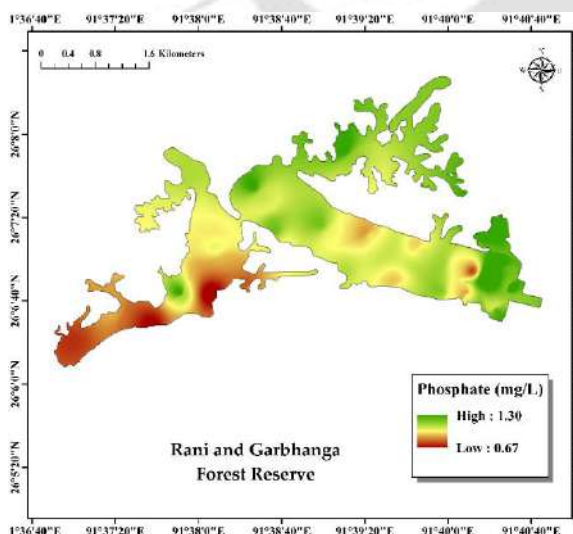 91°36'40"E 91°37'20"E 91°38'0"E 91°38'40"E 91°39'20"E 91°40'0"E 91°40'40"E
0 0.4 0.8 1.6 Kilometers
N
W E
S
26°8'0"N
26°7'20"N
26°6'40"N
26°6'0"N
26°5'20"N
Phosphate (mg/L)
High : 1.30
Low : 0.67
Rani and Garbhanga
Forest Reserve
91°36'40"E 91°37'20"E 91°38'0"E 91°38'40"E 91°39'20"E 91°40'0"E 91°40'40"E